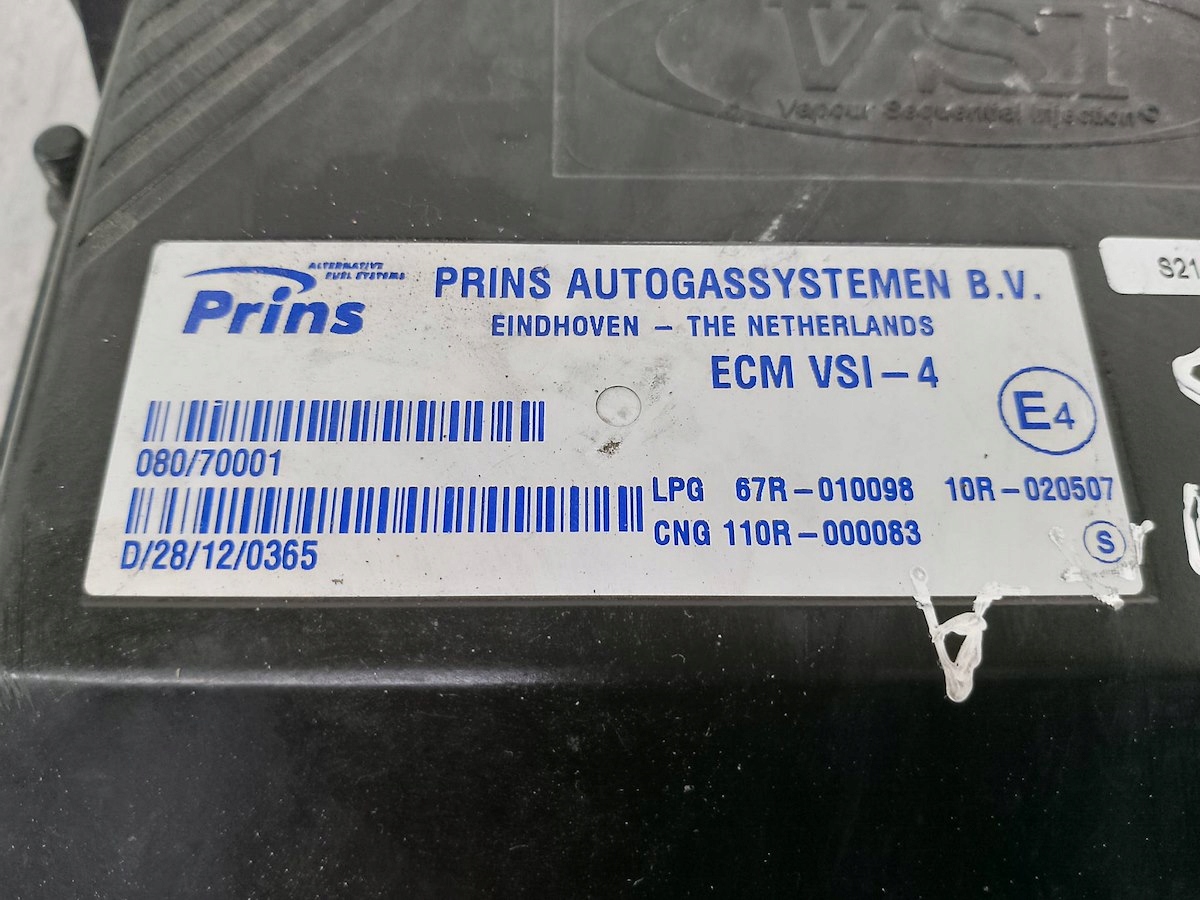 VSI
Vapour Sequential Injection©
ALTERNATIVE
FUEL SYSTEMS
Prins
PRINS AUTOGASSYSTEMEN B.V.
EINDHOVEN – THE NETHERLANDS
ECM VSI–4
E4
080/70001
LPG 67R–010098 10R–020507
CNG 110R–000083
S
D/28/12/0365
S21